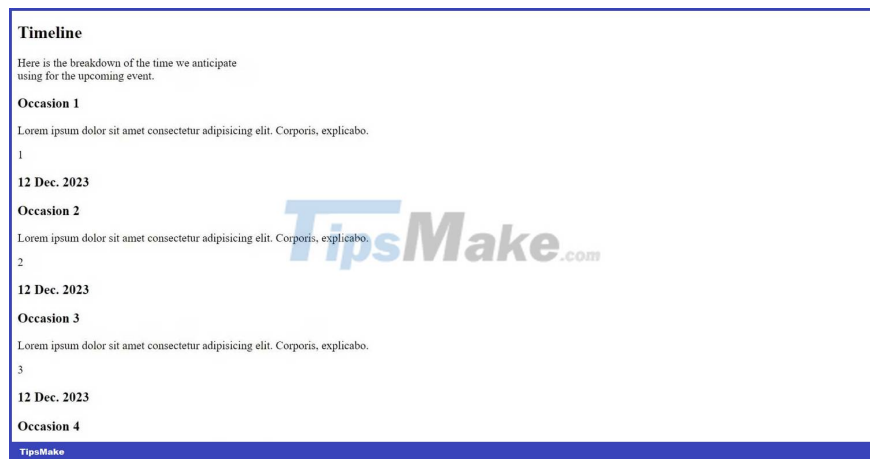 Timeline
Here is the breakdown of the time we anticipate
using for the upcoming event.
Occasion 1
Lorem ipsum dolor sit amet consectetur adipisicing elit. Corporis, explicabo.
1
12 Dec. 2023
Occasion 2
Lorem ipsum dolor sit amet consectetur adipisicing elit. Corporis, explicabo.
TipsMake.com
2
12 Dec. 2023
Occasion 3
Lorem ipsum dolor sit amet consectetur adipisicing elit. Corporis, explicabo.
3
12 Dec. 2023
Occasion 4
TipsMake